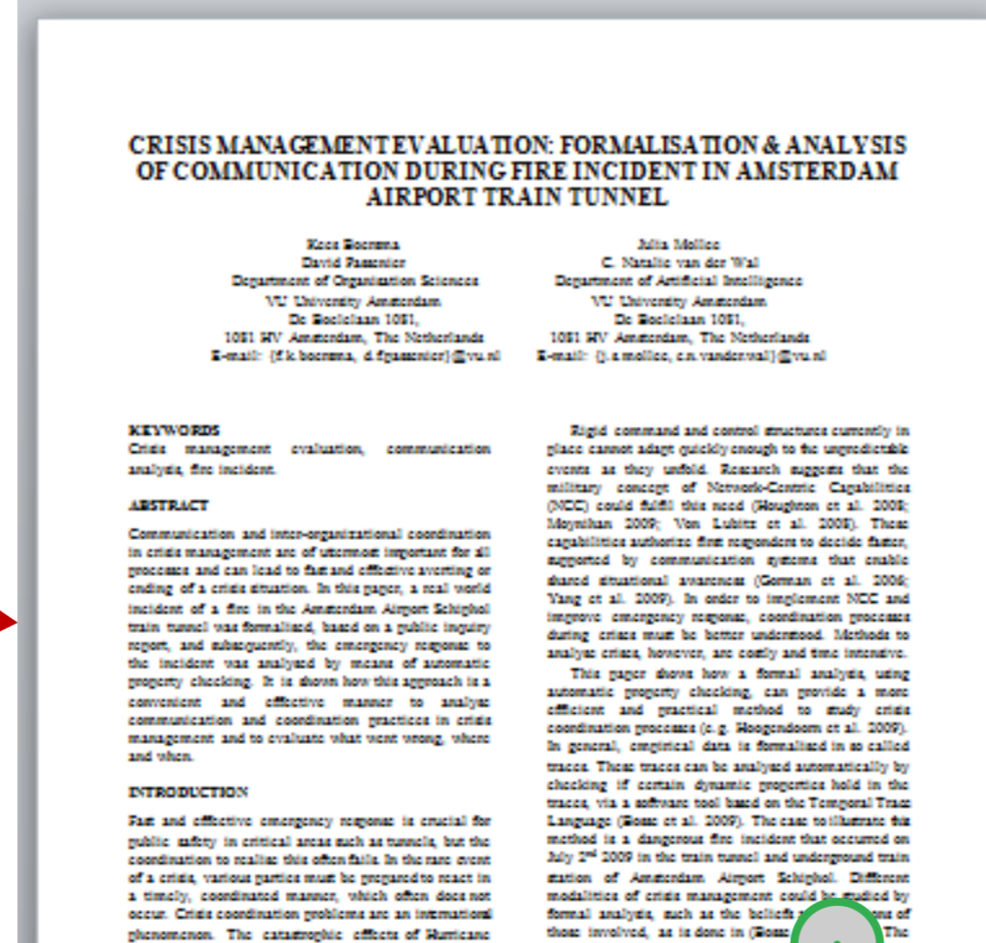 CRISIS MANAGEMENT EVALUATION: FORMALISATION & ANALYSIS
OF COMMUNICATION DURING FIRE INCIDENT IN AMSTERDAM
AIRPORT TRAIN TUNNEL
Kees Boersma
David Passenier
Department of Organisation Sciences
VU University Amsterdam
De Boelelaan 1081,
1081 HV Amsterdam, The Netherlands
E-mail: {f.k.boersma, d.f.passenier}@vu.nl
Julia Mollee
C. Natalie van der Wal
Department of Artificial Intelligence
VU University Amsterdam
De Boelelaan 1081,
1081 HV Amsterdam, The Netherlands
E-mail: {j.s.mollee, c.n.vanderwal}@vu.nl
KEYWORDS
Crisis management evaluation, communication
analysis, fire incident.
ABSTRACT
Communication and inter-organizational coordination
in crisis management are of utermost important for all
processes and can lead to fast and effective averting or
ending of a crisis situation. In this paper, a real world
incident of a fire in the Amsterdam Airport Schiphol
train tunnel was formalised, based on a public inquiry
report, and subsequently, the emergency response to
the incident was analysed by means of automatic
property checking. It is shown how this approach is a
convenient and effective manner to analyse
communication and coordination practices in crisis
management and to evaluate what went wrong, where
and when.
INTRODUCTION
Fast and effective emergency response is crucial for
public safety in critical areas such as tunnels, but the
coordination to realise this often fails. In the rare event
of a crisis, various parties must be prepared to react in
a timely, coordinated manner, which often does not
occur. Crisis coordination problems are an international
phenomenon. The catastrophic effects of Hurricane
Rigid command and control structures currently in
place cannot adapt quickly enough to the unpredictable
events as they unfold. Research suggests that the
military concept of Network-Centric Capabilities
(NCC) could fulfil this need (Houghton et al. 2008;
Moynihan 2009; Von Lubitz et al. 2008). These
capabilities authorize first responders to decide faster,
supported by communication systems that enable
shared situational awareness (Gorman et al. 2006;
Yang et al. 2009). In order to implement NCC and
improve emergency response, coordination processes
during crises must be better understood. Methods to
analyse crises, however, are costly and time intensive.
This paper shows how a formal analysis, using
automatic property checking, can provide a more
efficient and practical method to study crisis
coordination processes (e.g. Hoogendoorn et al. 2009).
In general, empirical data is formalised in so called
traces. These traces can be analysed automatically by
checking if certain dynamic properties hold in the
traces, via a software tool based on the Temporal Trace
Language (Bosse et al. 2009). The case to illustrate this
method is a dangerous fire incident that occurred on
July 2nd 2009 in the train tunnel and underground train
station of Amsterdam Airport Schiphol. Different
modalities of crisis management could be studied by
formal analysis, such as the beliefs of
those involved, as is done in (Bosse The